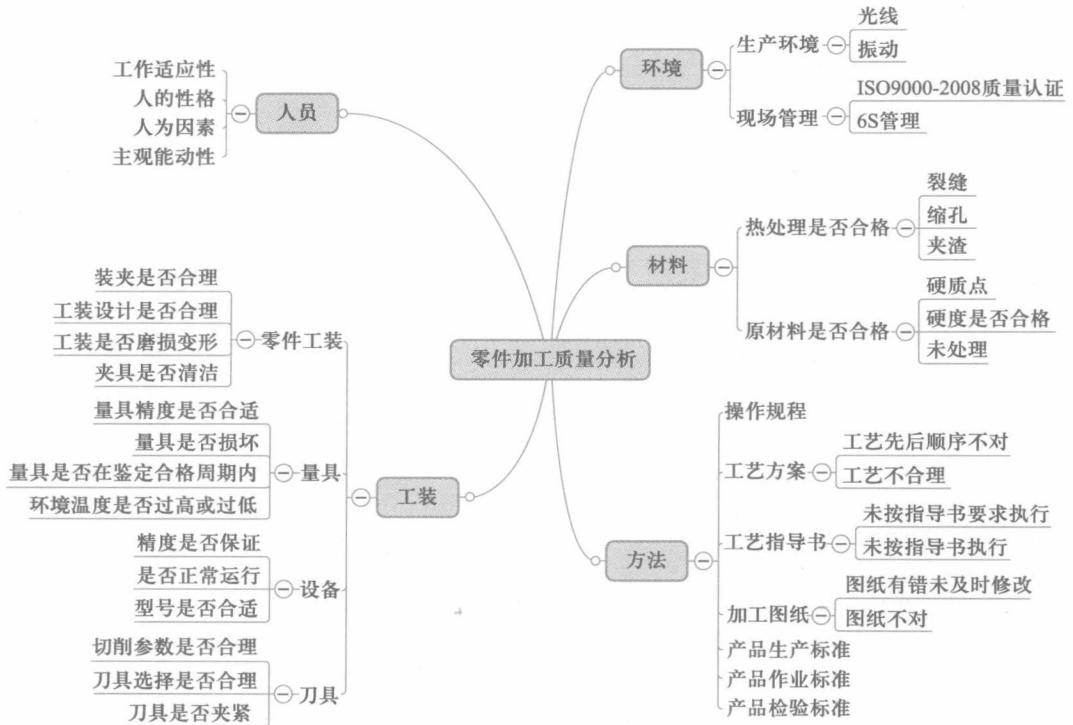 零件加工质量分析
人员
工作适应性
人的性格
人为因素
主观能动性
工装
零件工装
装夹是否合理
工装设计是否合理
工装是否磨损变形
夹具是否清洁
量具
量具精度是否合适
量具是否损坏
量具是否在鉴定合格周期内
环境温度是否过高或过低
设备
精度是否保证
是否正常运行
型号是否合适
刀具
切削参数是否合理
刀具选择是否合理
刀具是否夹紧
环境
生产环境
光线
振动
现场管理
ISO9000-2008质量认证
6S管理
材料
热处理是否合格
裂缝
缩孔
夹渣
原材料是否合格
硬质点
硬度是否合格
未处理
方法
操作规程
工艺方案
工艺先后顺序不对
工艺不合理
工艺指导书
未按指导书要求执行
未按指导书执行
加工图纸
图纸有错未及时修改
图纸不对
产品生产标准
产品作业标准
产品检验标准